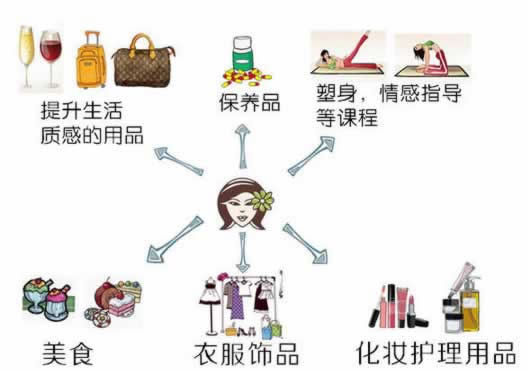 提升生活
质感的用品
保养品
塑身，情感指导
等课程
美食
衣服饰品
化妆护理用品